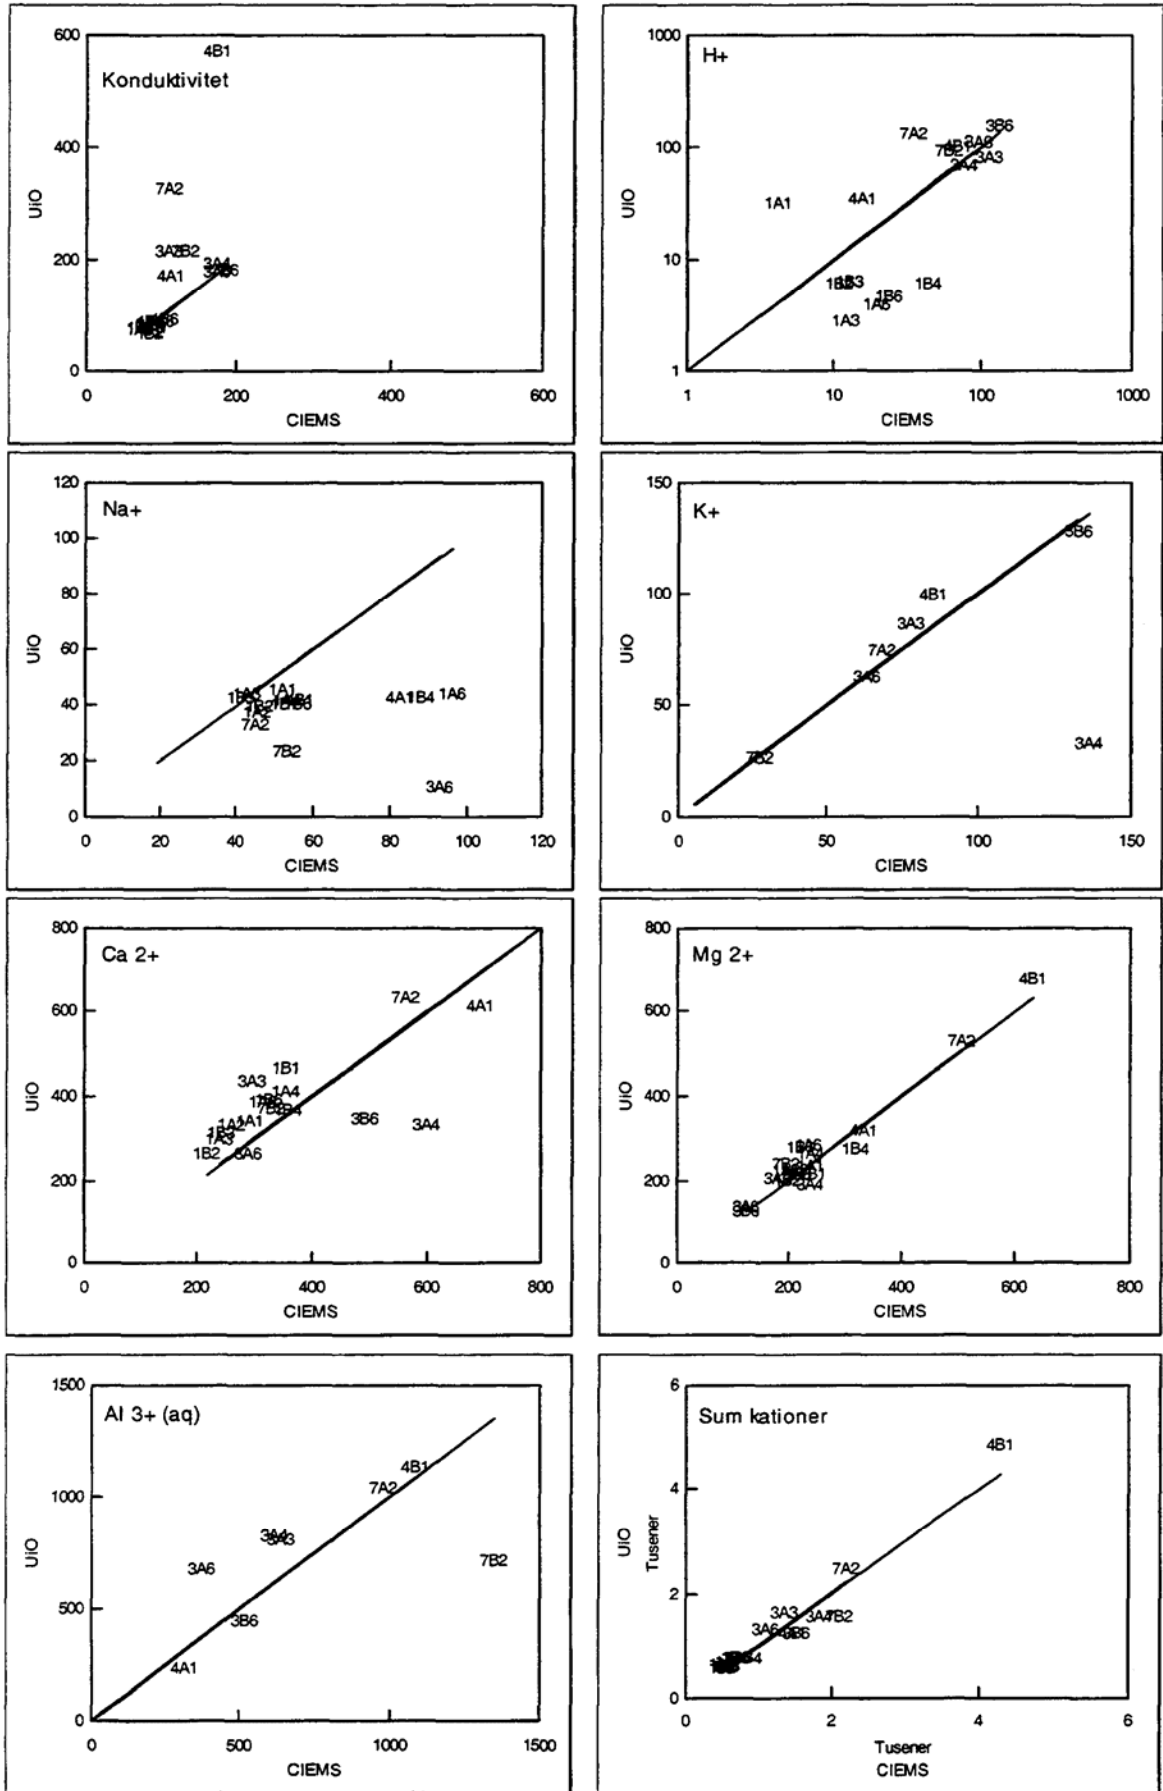 Konduktivitet
UiO
600
400
200
0
4B1
7A2
3A3
7B2
4A1
3A4
0 200 400 600
CIEMS
H+
UiO
1000
100
10
1
3B6
7A2
4B1
7B2
3A3
3A4
1A1
4A1
1B4
1B6
1A3
1 10 100 1000
CIEMS
Na+
UiO
120
100
80
60
40
20
0
1A1
4A1
1B4
1A6
7A2
7B2
3A6
0 20 40 60 80 100 120
CIEMS
K+
UiO
150
100
50
0
3B6
4B1
3A3
7A2
3A6
7B2
3A4
0 50 100 150
CIEMS
Ca 2+
UiO
800
600
400
200
0
7A2
4A1
1B1
3A3
1A4
3B6
3A4
1A1
1A2
1A3
1B2
3A6
0 200 400 600 800
CIEMS
Mg 2+
UiO
800
600
400
200
0
4B1
7A2
4A1
1B4
3A4
0 200 400 600 800
CIEMS
Al 3+ (aq)
UiO
1500
1000
500
0
4B1
7A2
3A4
3A3
7B2
3A6
3B6
4A1
0 500 1000 1500
CIEMS
Sum kationer
UiO
Tusener
6
4
2
0
4B1
7A2
3A3
3A4
7B2
3A6
3B6
0 2 4 6
Tusener
CIEMS